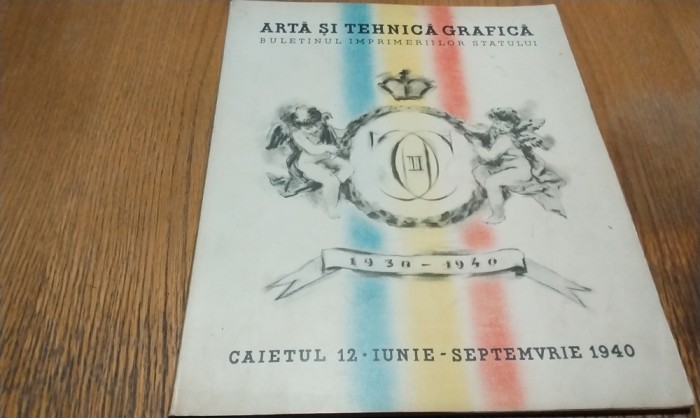 ARTĂ ȘI TEHNICĂ GRAFICĂ
BULETINUL IMPRIMERIILOR STATULUI
II
1930 - 1940
CAIETUL 12 • IUNIE - SEPTEMVRIE 1940